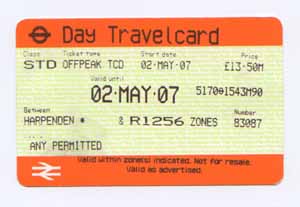 Day Travelcard
Class Ticket type Start date Price
STD OFFPEAK TCD 02·MAY·07 £13·50M
Valid until
02·MAY·07 5170⊕1543M90
Between Number
HARPENDEN * & R1256 ZONES 83087
ANY PERMITTED
Valid within zone(s) indicated. Not for resale.
Valid as advertised.